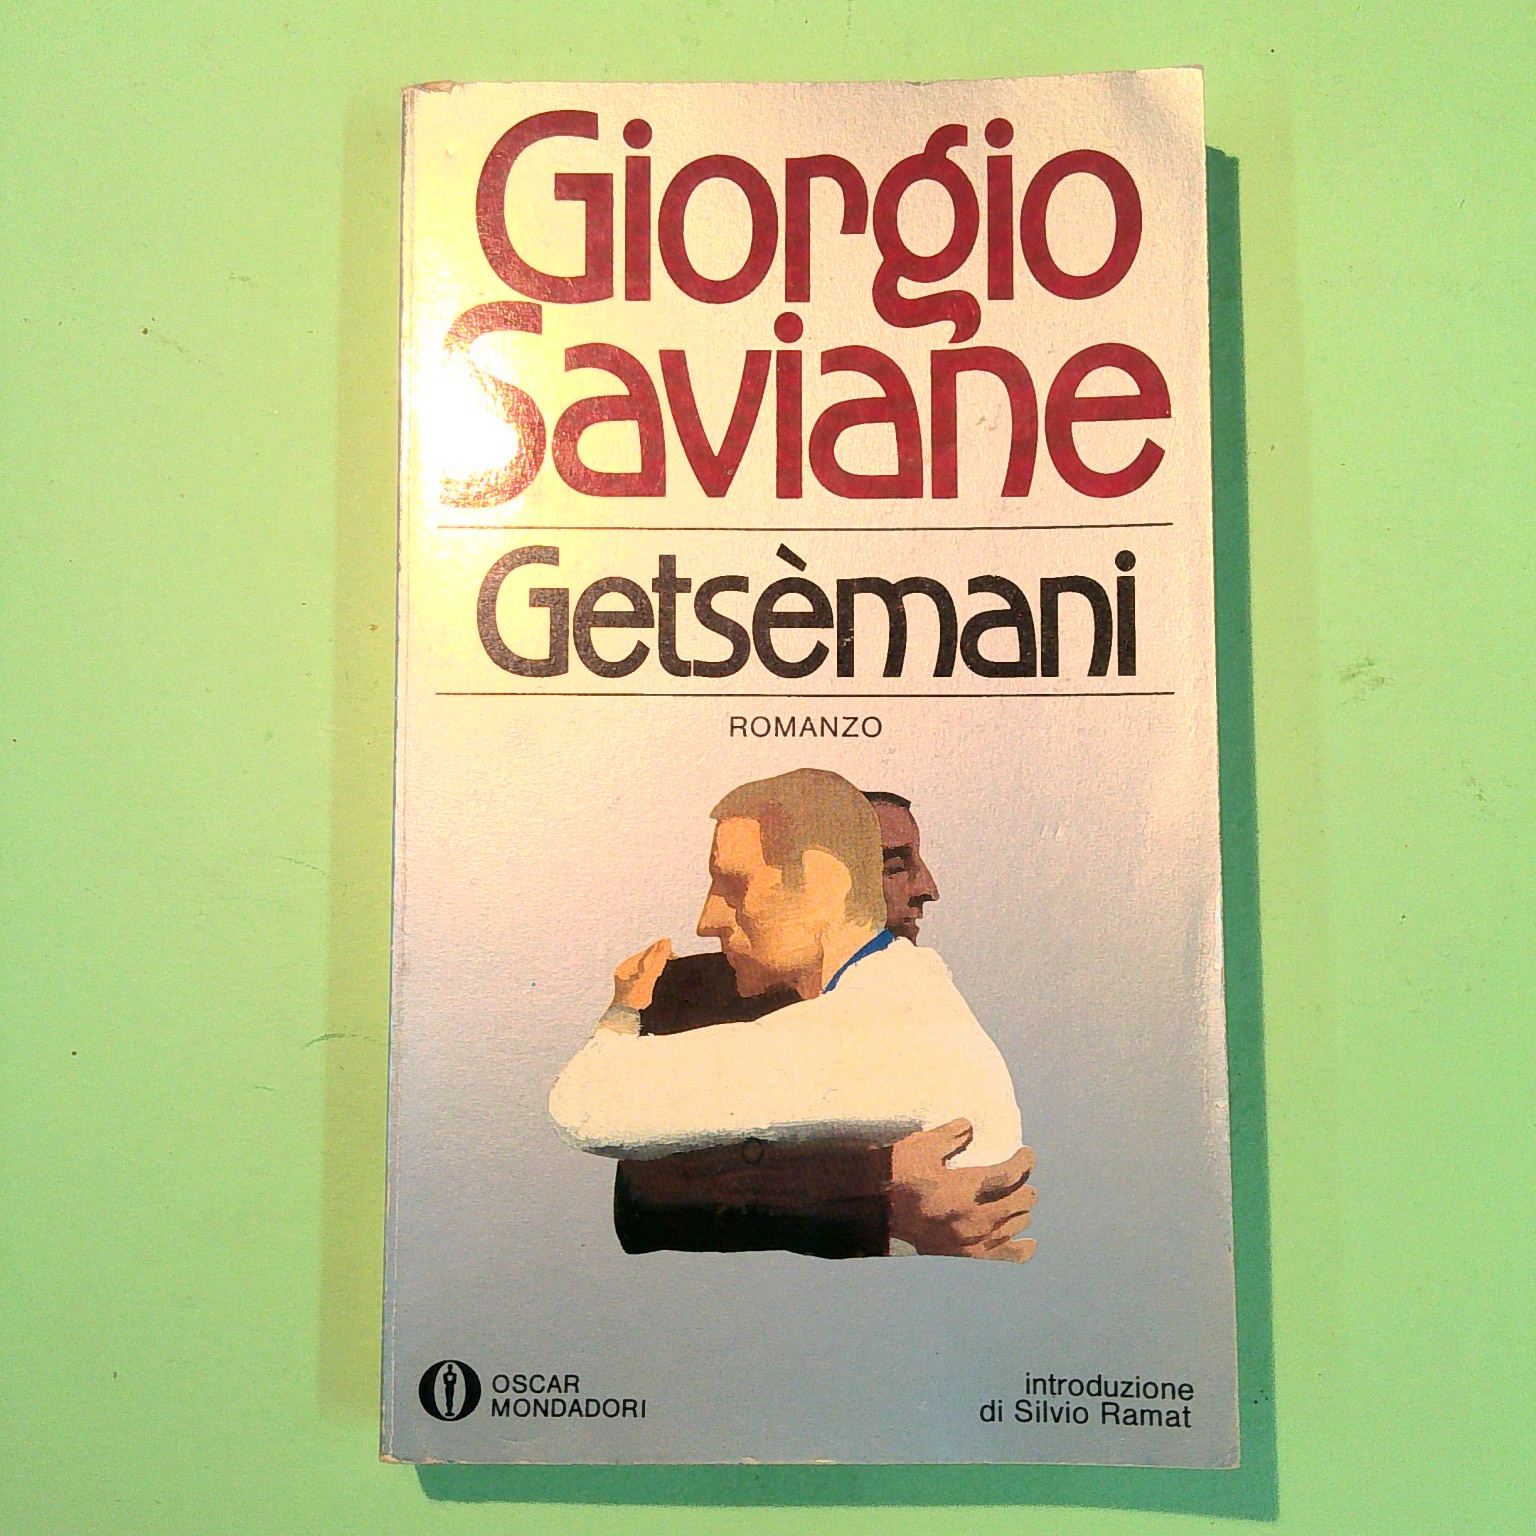 Giorgio
Saviane
Getsèmani
ROMANZO
OSCAR
MONDADORI
introduzione
di Silvio Ramat